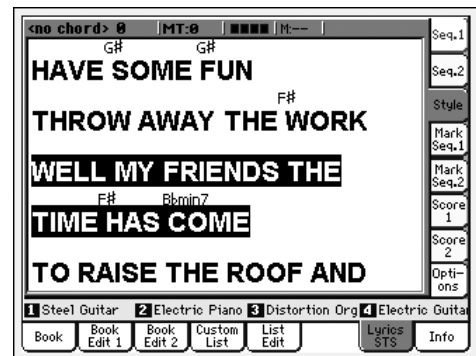 <no chord> 0 MT:0 M:-- 
G# G#
HAVE SOME FUN
F#
THROW AWAY THE WORK
WELL MY FRIENDS THE
F# Bbmin7
TIME HAS COME
TO RAISE THE ROOF AND
Seq.1
Seq.2
Style
Mark
Seq.1
Mark
Seq.2
Score
1
Score
2
Opti-
ons
1 Steel Guitar 2 Electric Piano 3 Distortion Org 4 Electric Guita
Book Book Edit 1 Book Edit 2 Custom List List Edit Lyrics STS Info